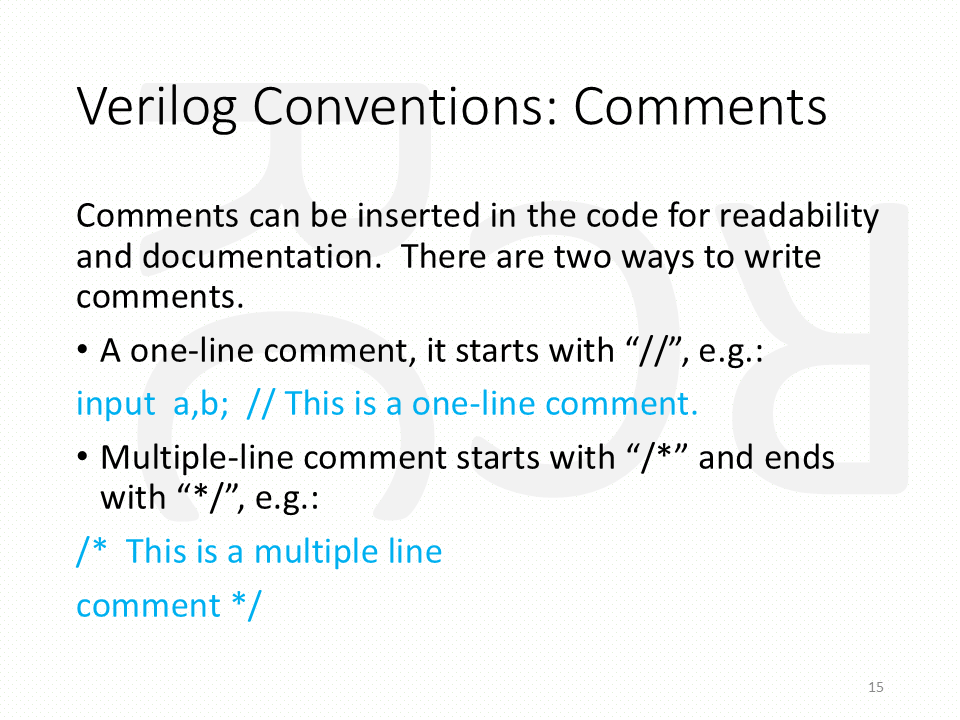 Verilog Conventions: Comments
Comments can be inserted in the code for readability
and documentation.  There are two ways to write
comments.
• A one-line comment, it starts with “//”, e.g.:
input  a,b;  // This is a one-line comment.
• Multiple-line comment starts with “/*” and ends
with “*/”, e.g.:
/*  This is a multiple line
comment */
15